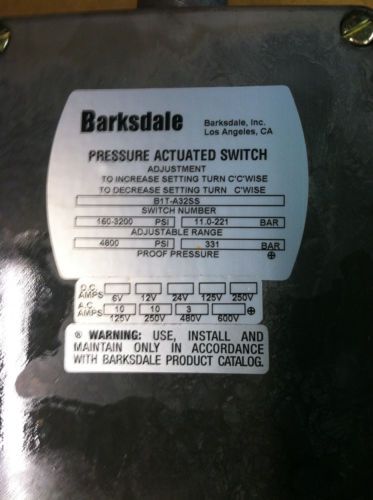 Barksdale
Barksdale, Inc.
Los Angeles, CA
PRESSURE ACTUATED SWITCH
ADJUSTMENT
TO INCREASE SETTING TURN C'C'WISE
TO DECREASE SETTING TURN C'WISE
B1T-A32SS
SWITCH NUMBER
160-3200 PSI 11.0-221 BAR
ADJUSTABLE RANGE
4800 PSI 331 BAR
PROOF PRESSURE
D.C. AMPS
6V 12V 24V 125V 250V
A.C. AMPS 10 10 3
125V 250V 480V 600V
® WARNING: USE, INSTALL AND
MAINTAIN ONLY IN ACCORDANCE
WITH BARKSDALE PRODUCT CATALOG.